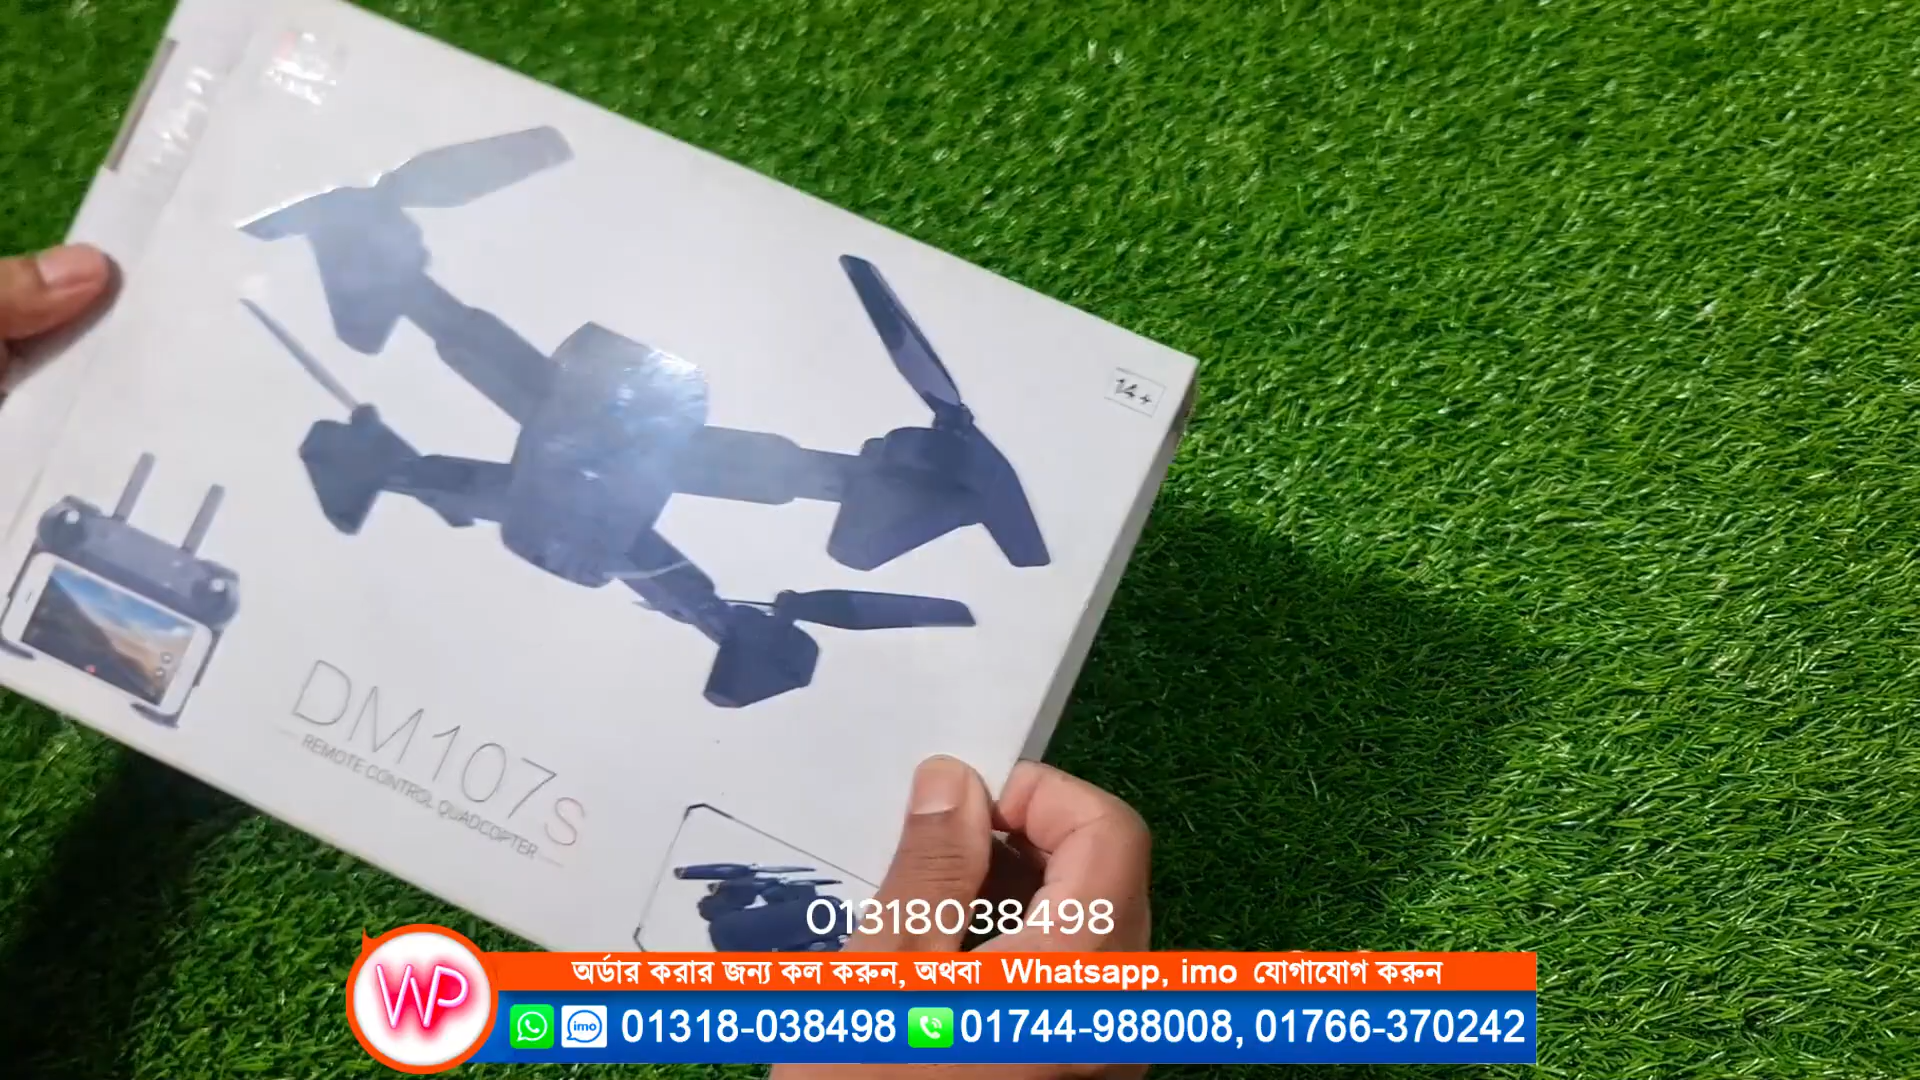 14+
DM107s
REMOTE CONTROL QUADCOPTER
01318038498
WP
অর্ডার করার জন্য কল করুন, অথবা Whatsapp, imo যোগাযোগ করুন
imo 01318-038498 01744-988008, 01766-370242